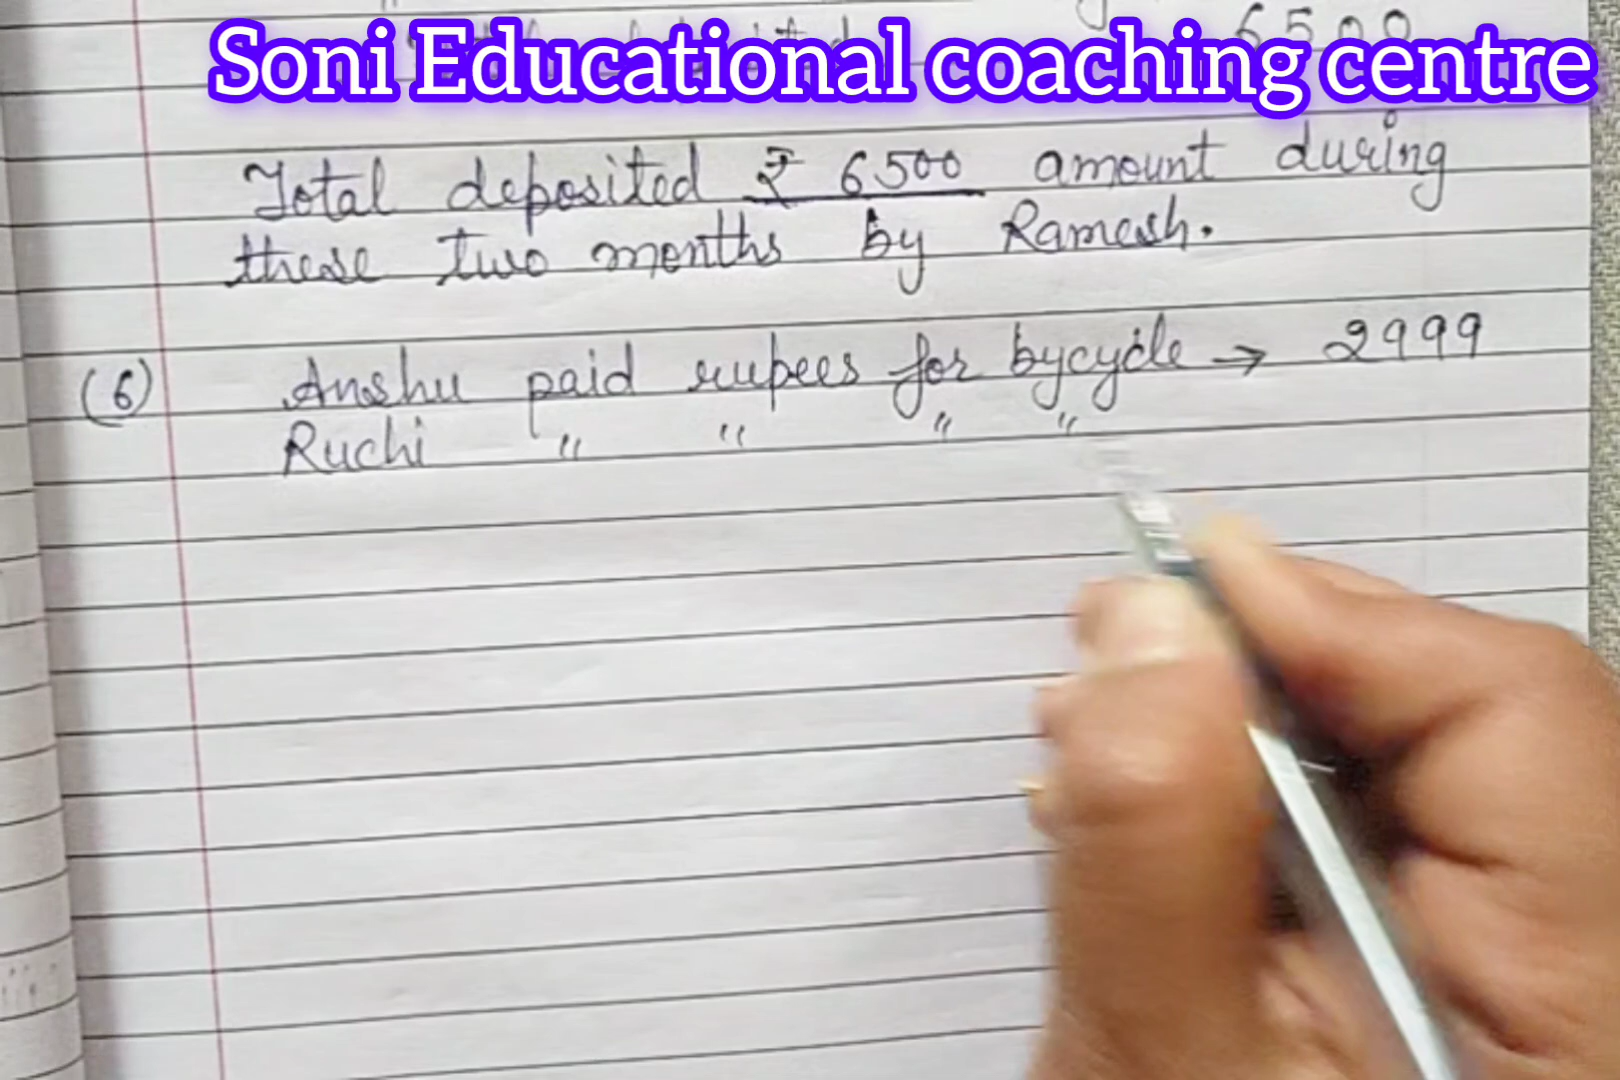 Soni Educational coaching centre
6500
Total deposited ₹ 6500 amount during
these two months by Ramesh.
(6) Anshu paid rupees for bycycle → 2999
Ruchi " " " "